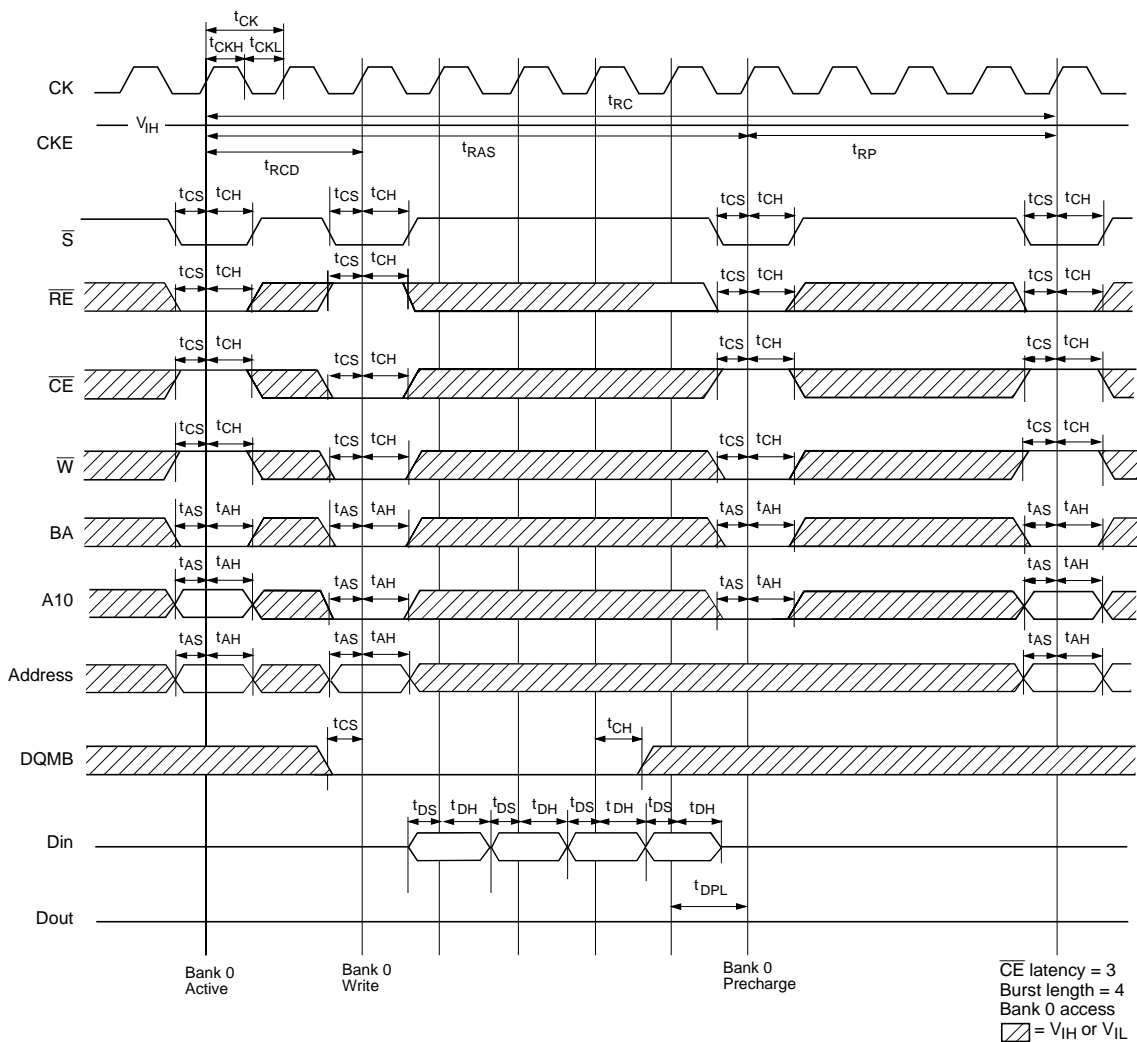 tCK
tCKH tCKL
CK
tRC
VIH
CKE
tRAS
tRP
tRCD
tCS tCH tCS tCH tCS tCH tCS tCH
S
tCS tCH tCS tCH tCS tCH tCS tCH
RE
tCS tCH tCS tCH tCS tCH tCS tCH
CE
tCS tCH tCS tCH tCS tCH tCS tCH
W
tAS tAH tAS tAH tAS tAH tAS tAH
BA
tAS tAH tAS tAH tAS tAH tAS tAH
A10
tAS tAH tAS tAH tAS tAH
Address
tCS tCH
DQMB
tDS tDH tDS tDH tDS tDH tDS tDH
Din
tDPL
Dout
Bank 0
Active
Bank 0
Write
Bank 0
Precharge
CE latency = 3
Burst length = 4
Bank 0 access
= VIH or VIL